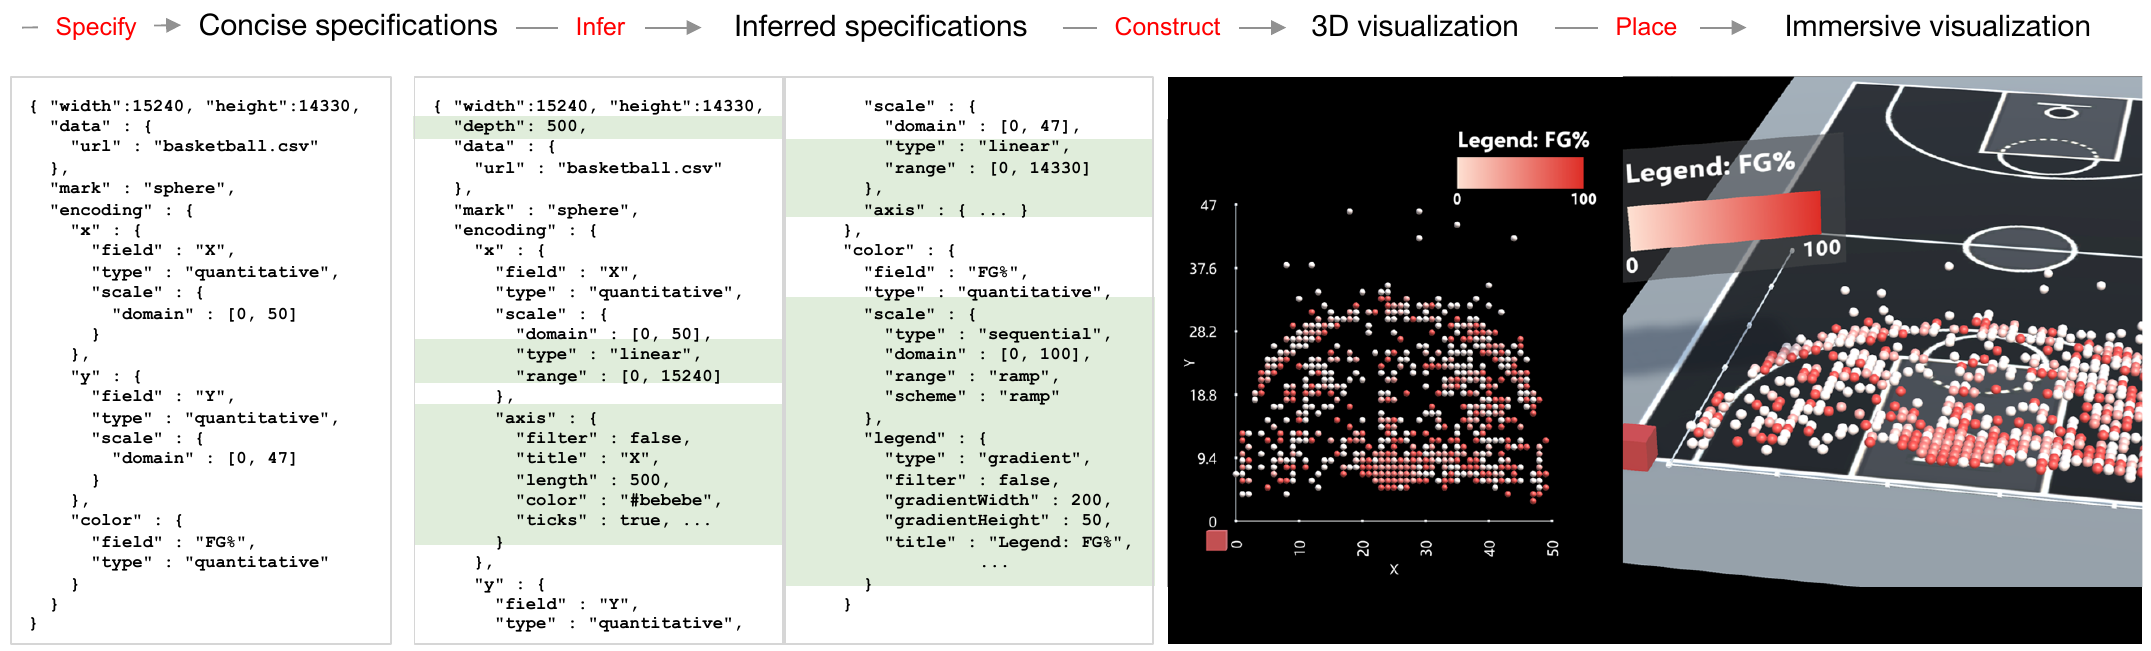 Specify Concise specifications Infer Inferred specifications Construct 3D visualization Place Immersive visualization
{ "width":15240, "height":14330,
"data" : {
"url" : "basketball.csv"
},
"mark" : "sphere",
"encoding" : {
"x" : {
"field" : "X",
"type" : "quantitative",
"scale" : {
"domain" : [0, 50]
}
},
"y" : {
"field" : "Y",
"type" : "quantitative",
"scale" : {
"domain" : [0, 47]
}
},
"color" : {
"field" : "FG%",
"type" : "quantitative"
}
}
}
{ "width":15240, "height":14330,
"depth": 500,
"data" : {
"url" : "basketball.csv"
},
"mark" : "sphere",
"encoding" : {
"x" : {
"field" : "X",
"type" : "quantitative",
"scale" : {
"domain" : [0, 50],
"type" : "linear",
"range" : [0, 15240]
},
"axis" : {
"filter" : false,
"title" : "X",
"length" : 500,
"color" : "#bebebe",
"ticks" : true, ...
}
},
"y" : {
"field" : "Y",
"type" : "quantitative",
"scale" : {
"domain" : [0, 47],
"type" : "linear",
"range" : [0, 14330]
},
"axis" : { ... }
},
"color" : {
"field" : "FG%",
"type" : "quantitative",
"scale" : {
"type" : "sequential",
"domain" : [0, 100],
"range" : "ramp",
"scheme" : "ramp"
},
"legend" : {
"type" : "gradient",
"filter" : false,
"gradientWidth" : 200,
"gradientHeight" : 50,
"title" : "Legend: FG%",
...
}
}
Legend: FG%
0 100
47
37.6
28.2
Y
18.8
9.4
0
0 10 20 30 40 50
X
Legend: FG%
0 100